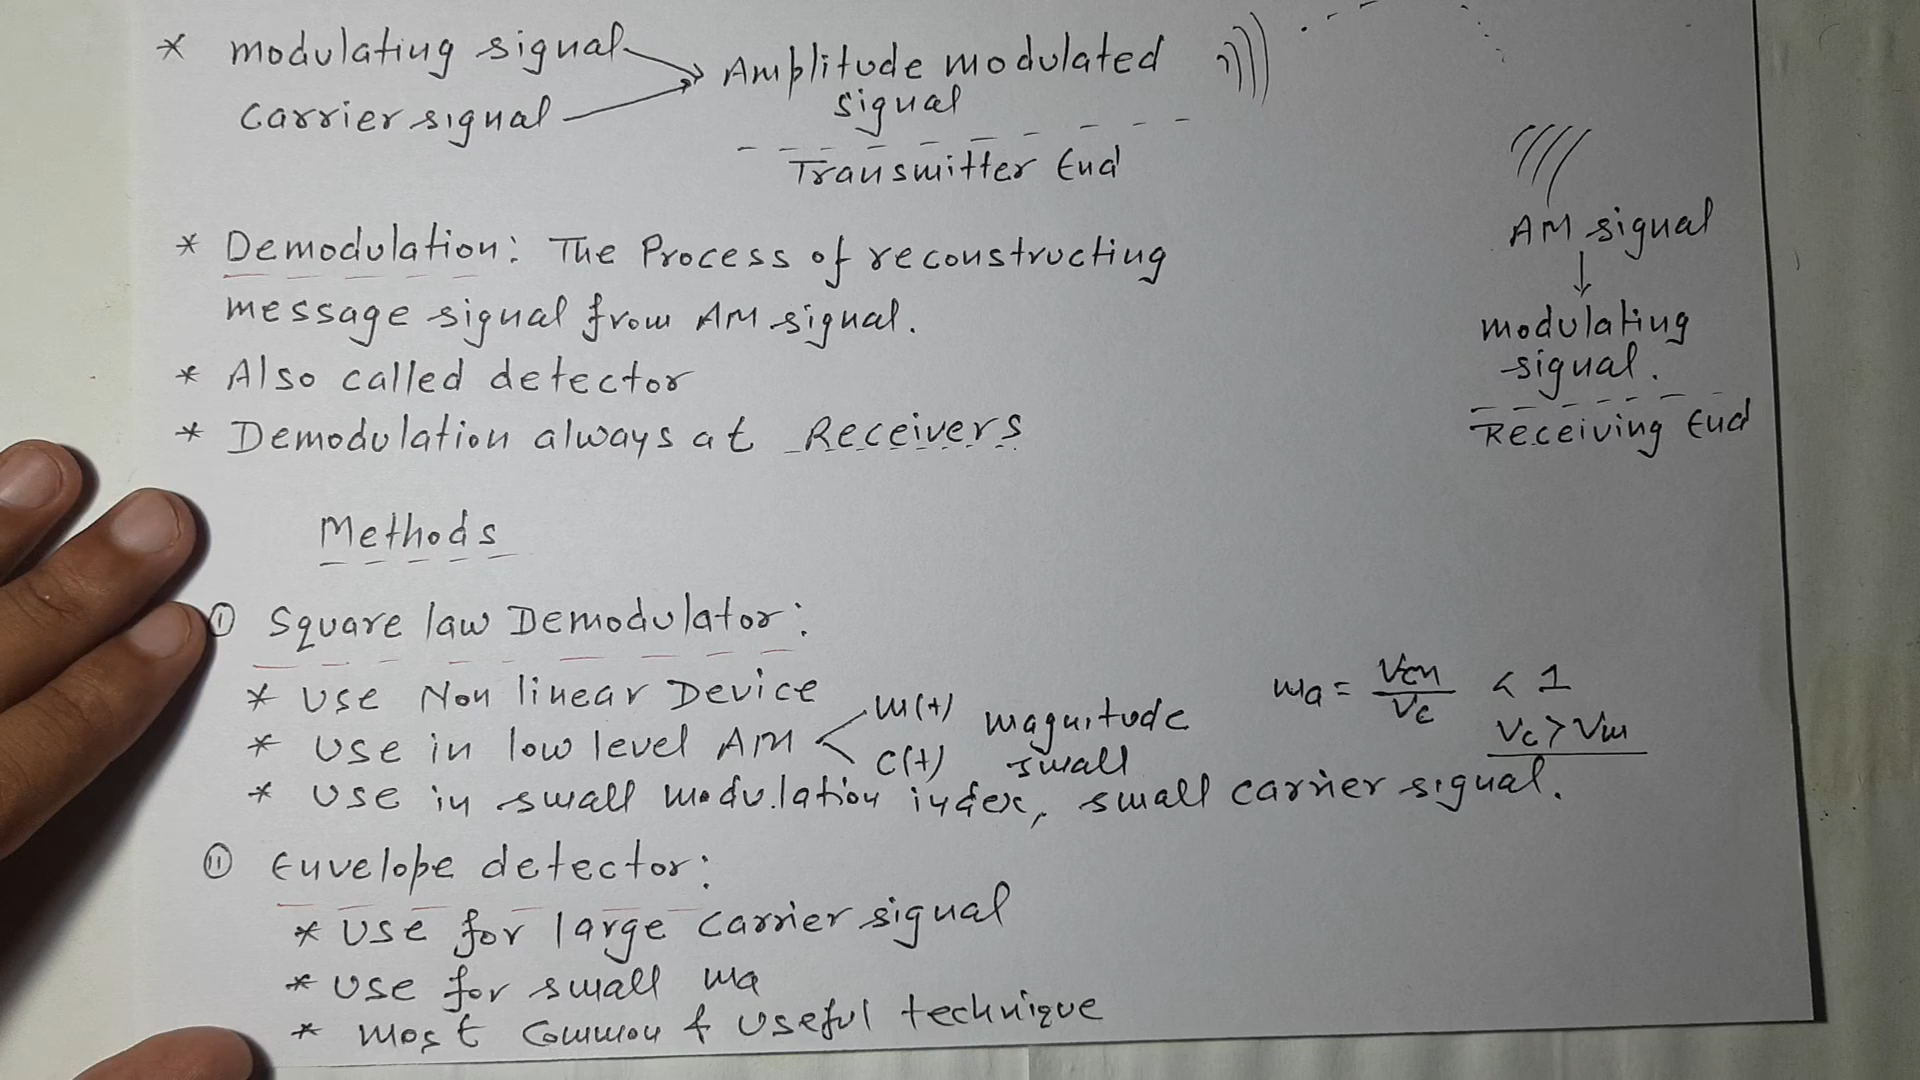 * modulating signal
carrier signal
Amplitude modulated
signal
Transmitter End
AM signal
↓
modulating
signal.
Receiving End
* Demodulation: The Process of reconstructing
message signal from AM signal.
* Also called detector
* Demodulation always at Receivers
Methods
① Square law Demodulator:
* Use Non linear Device
* Use in low level AM < m(t) c(t) magnitude small
ma = Vm/Vc < 1
Vc > Vm
* Use in small modulation index, small carrier signal.
② Envelope detector:
* Use for large carrier signal
* Use for small ma
* Most common & useful technique